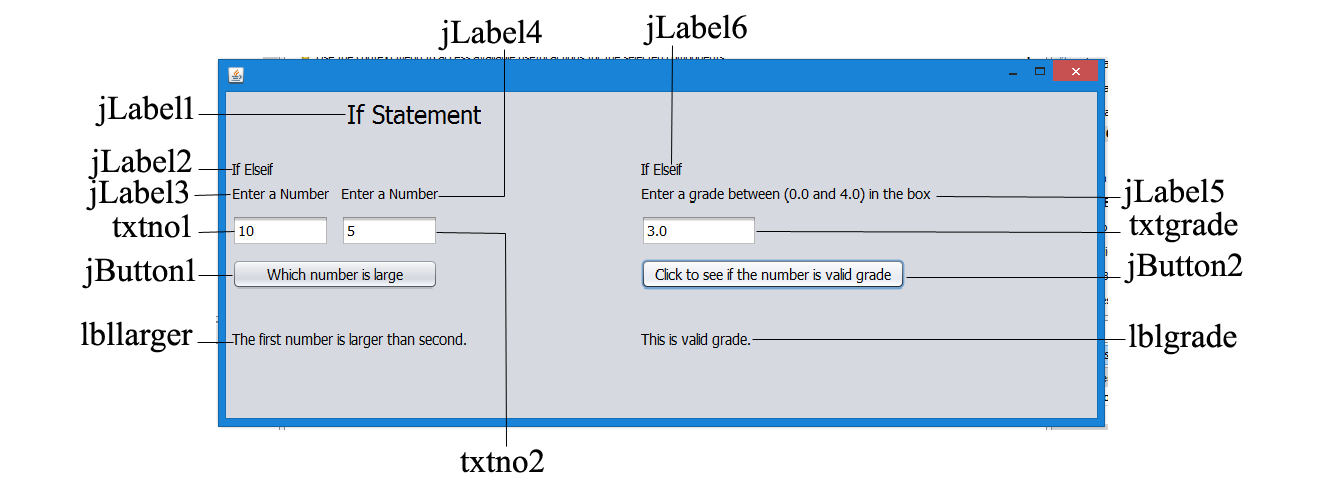 jLabel4
jLabel6
jLabel1
If Statement
jLabel2
If Elseif
If Elseif
jLabel3
Enter a Number
Enter a Number
Enter a grade between (0.0 and 4.0) in the box
jLabel5
txtno1
10
5
3.0
txtgrade
jButton1
Which number is large
Click to see if the number is valid grade
jButton2
lbllarger
The first number is larger than second.
This is valid grade.
lblgrade
txtno2